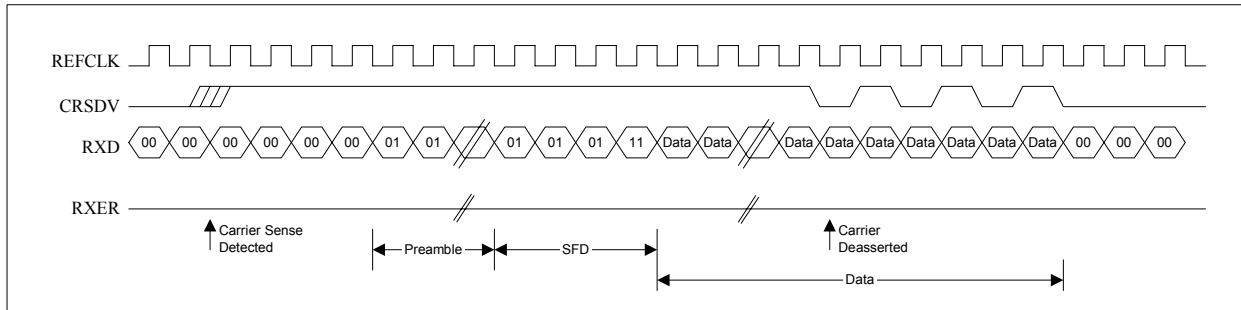 REFCLK
CRSDV
RXD 00 00 00 00 00 00 01 01 01 01 01 11 Data Data Data Data Data Data Data Data Data 00 00 00
RXER
Carrier Sense
Detected
Preamble
SFD
Carrier
Deasserted
Data